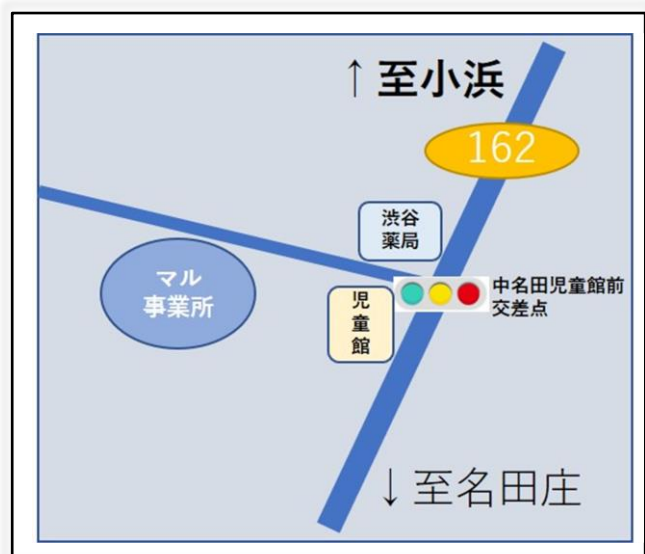 ↑至小浜
162
渋谷
薬局
マル
事業所
中名田児童館前
交差点
児
童
館
↓至名田庄